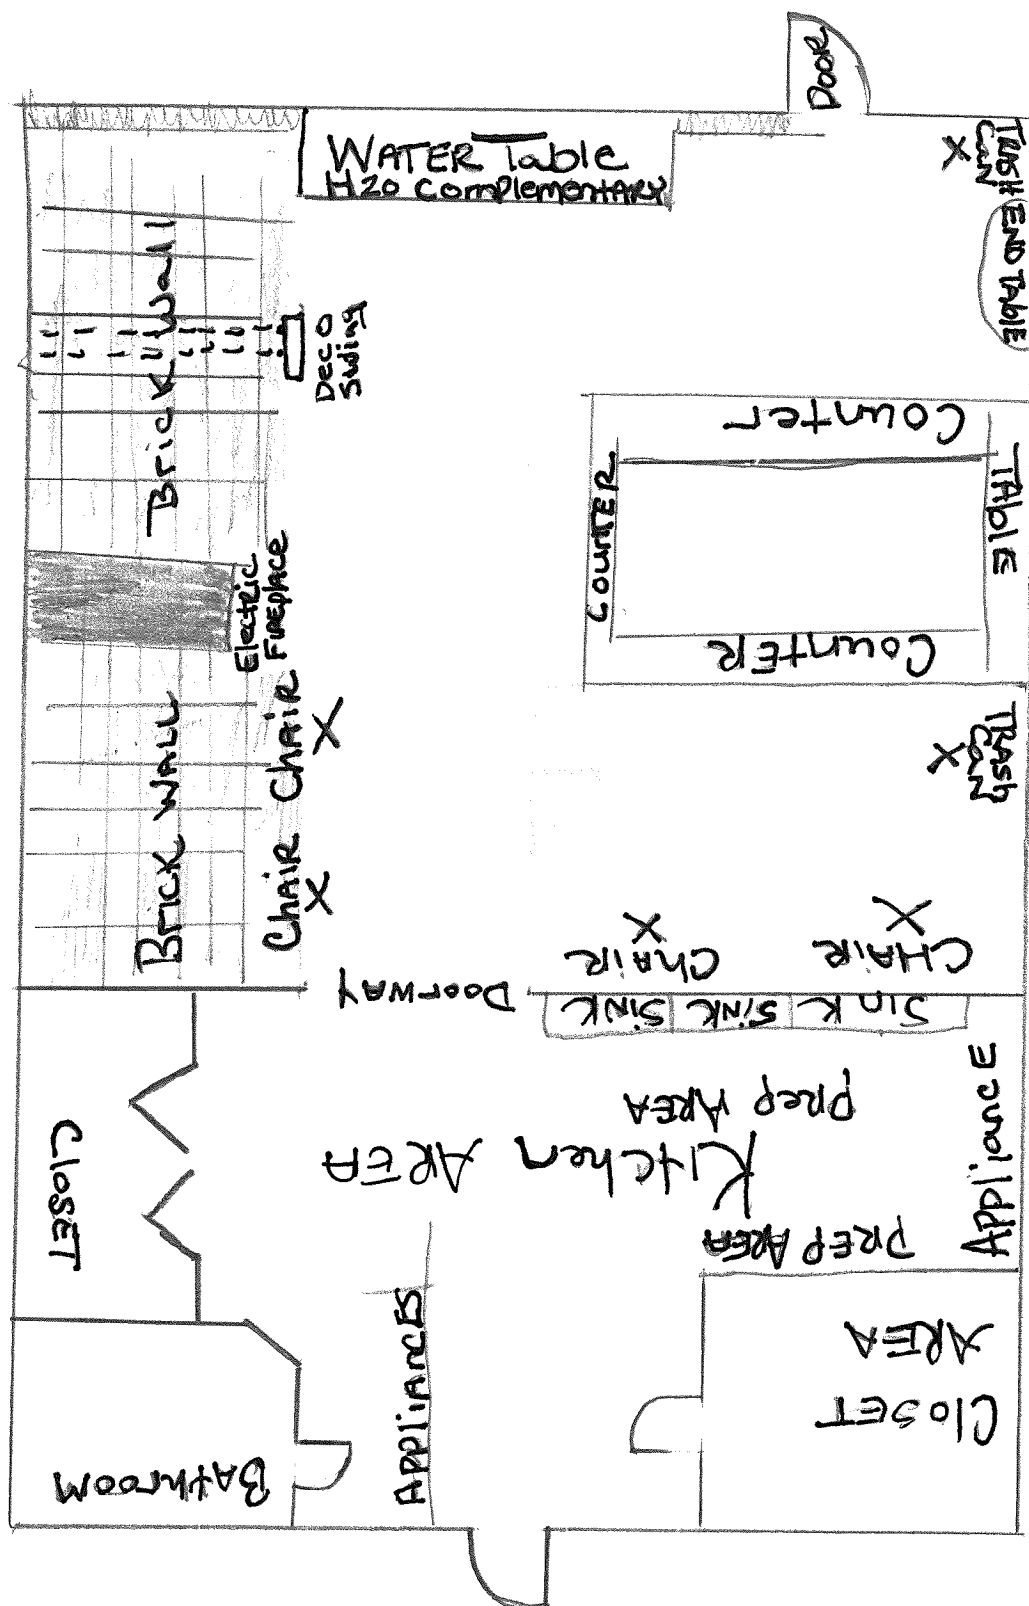 DOOR
WATER Table
H2O ComplementARY
TRASH
CAN
X
END TABLE
Brick Wall
Deco
Swing
Counter
COUNTER
TABLE
CounTER
Electric
FIREPlace
BRICK WALL
CHAIR
X
CHAIR
X
TRASh
CAN
X
X
ChAiR
X
CHAiR
DoorwAY
SiNK
SiNK
SiNK
SinK
Prep AREA
KiTchen AREA
PREP AREA
AppliancE
CloSET
AppliancES
AREA
CloSET
BAThrooM